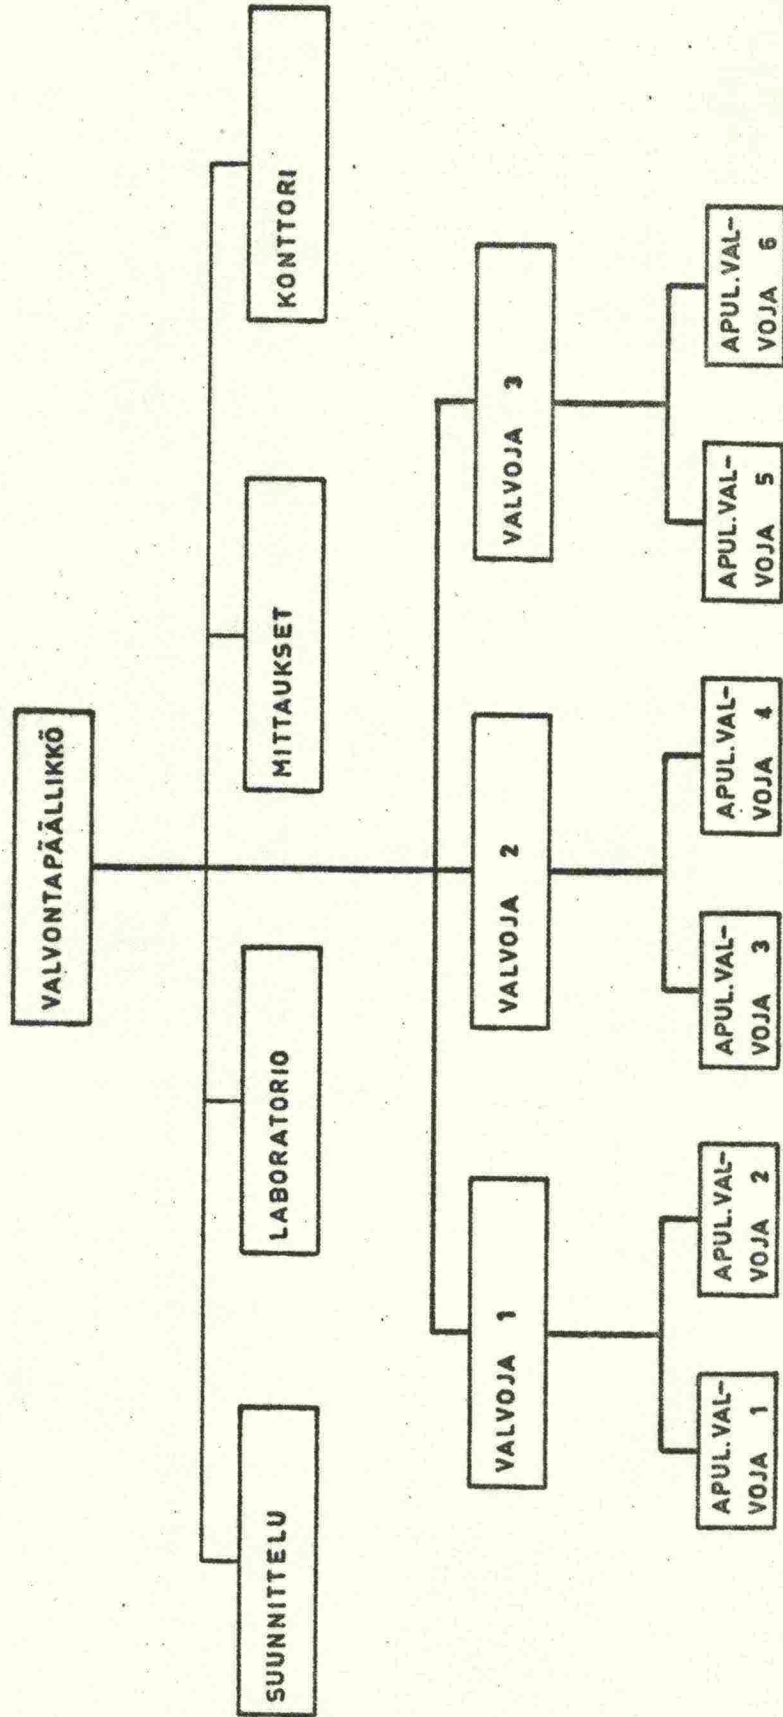 VALVONTAPÄÄLLIKKÖ
SUUNNITTELU
LABORATORIO
MITTAUKSET
KONTTORI
VALVOJA 1
VALVOJA 2
VALVOJA 3
APUL.VAL-
VOJA 1
APUL.VAL-
VOJA 2
APUL.VAL-
VOJA 3
APUL.VAL-
VOJA 4
APUL.VAL-
VOJA 5
APUL.VAL-
VOJA 6